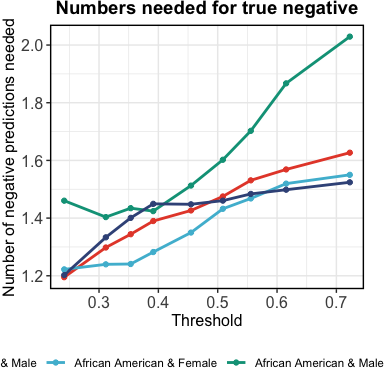 Numbers needed for true negative
Number of negative predictions needed
2.0
1.8
1.6
1.4
1.2
0.3 0.4 0.5 0.6 0.7
Threshold
& Male African American & Female African American & Male